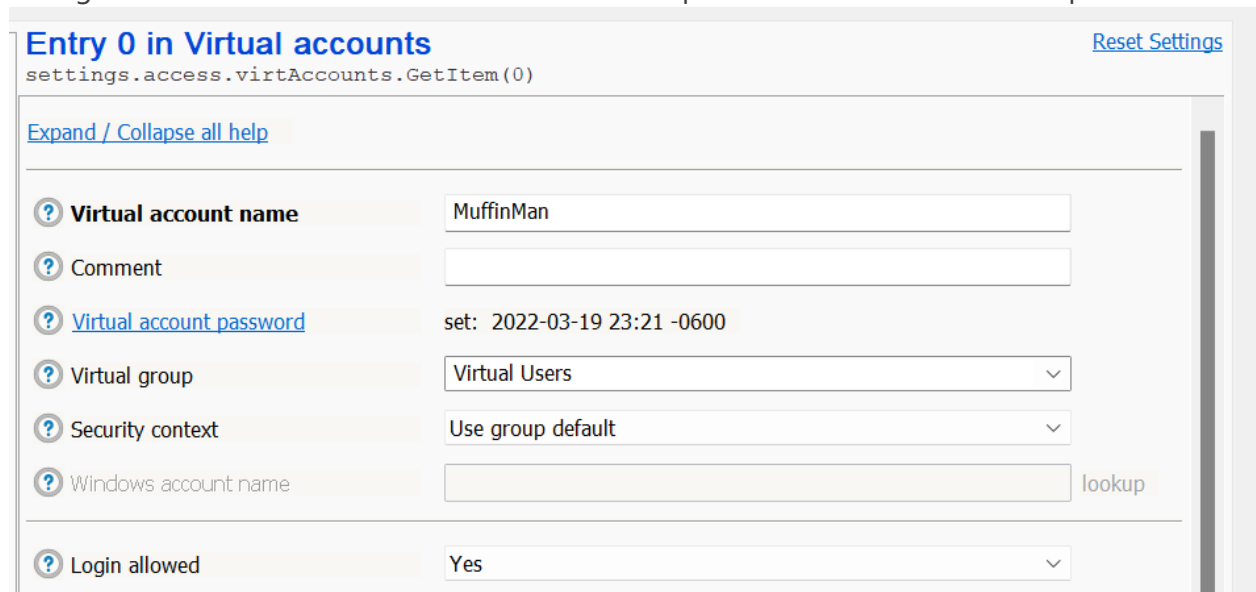 Entry 0 in Virtual accounts
Reset Settings
settings.access.virtAccounts.GetItem(0)
Expand / Collapse all help
Virtual account name MuffinMan
Comment
Virtual account password set: 2022-03-19 23:21 -0600
Virtual group Virtual Users
Security context Use group default
Windows account name lookup
Login allowed Yes